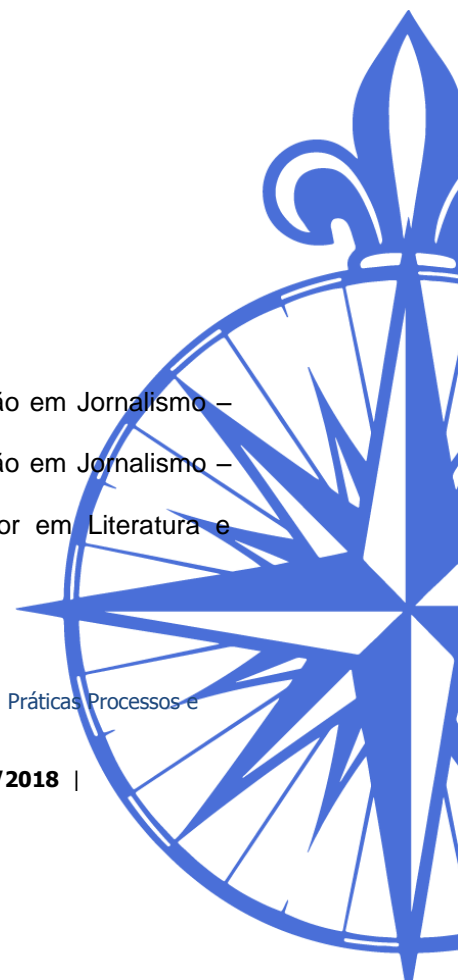 ão em Jornalismo –
ão em Jornalismo –
or em Literatura e
Práticas Processos e
/2018 |